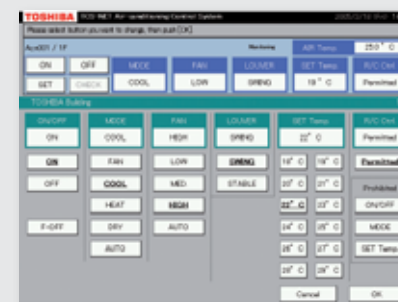 TOSHIBA TCS-NET Air-conditioning Control System
Please select button you want to change, then push [OK]
/ 1F Monitoring AIR Temp. 25.0° C
ON OFF MODE FAN LOUVER SET Temp. R/C Ctrl.
SET CHECK COOL LOW SWING 19° C Permitted
TOSHIBA Building
ON/OFF MODE FAN LOUVER SET Temp. R/C Ctrl.
ON COOL HIGH SWING 22° C Permitted
ON FAN LOW SWING 18° C 19° C Permitted
OFF COOL MED STABLE 20° C 21° C Prohibited
HEAT HIGH 22° C 23° C ON/OFF
F-OFF DRY AUTO 24° C 25° C MODE
AUTO 26° C 27° C SET Temp.
28° C 29° C
Cancel OK